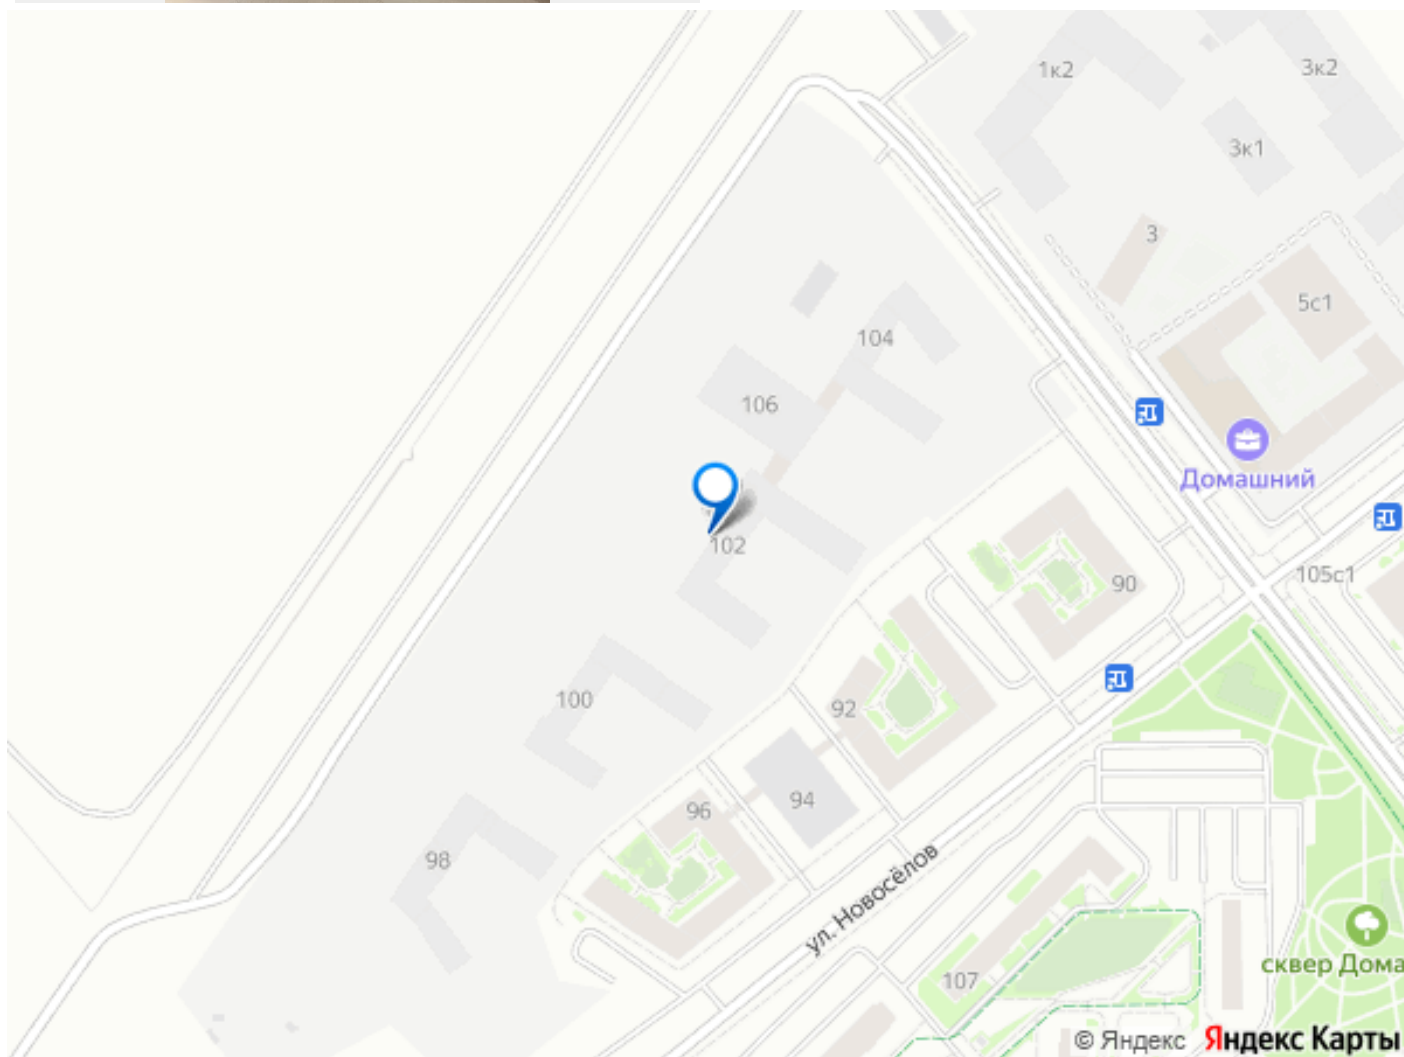 1к2
3к2
3к1
3
5с1
104
106
Домашний
102
105с1
90
100
92
94
96
98
ул. Новосёлов
107
сквер Дома
© Яндекс Яндекс Карты